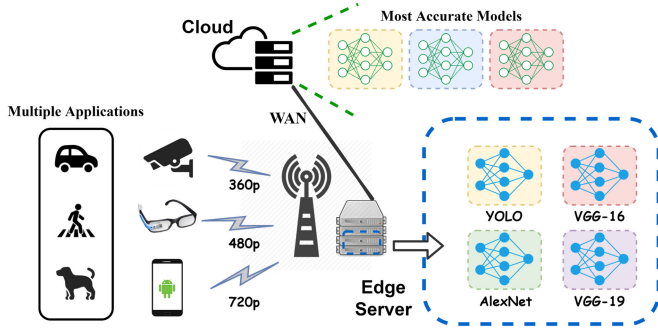 Most Accurate Models
Cloud
Multiple Applications
WAN
360p
480p
720p
YOLO
VGG-16
Edge
Server
AlexNet
VGG-19